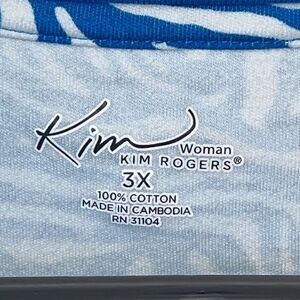 Kim Woman
KIM ROGERS®
3X
100% COTTON
MADE IN CAMBODIA
RN 31104